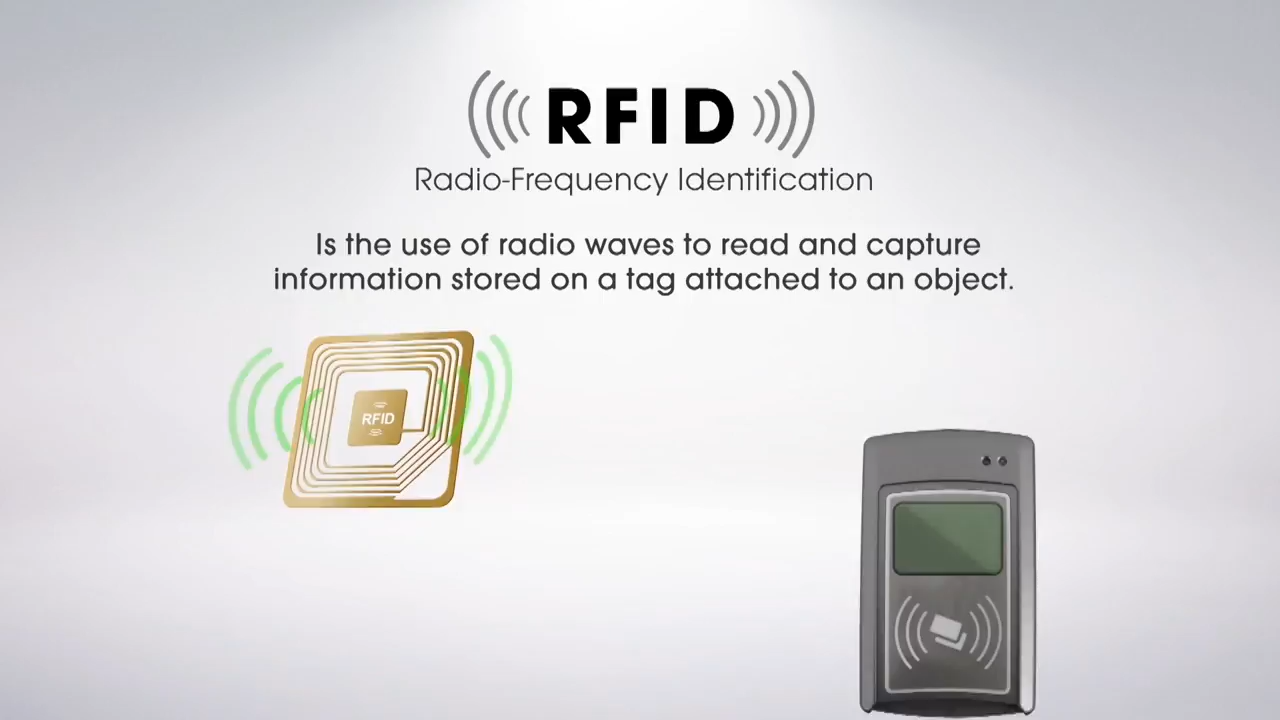 RFID
Radio-Frequency Identification
Is the use of radio waves to read and capture
information stored on a tag attached to an object.
RFID